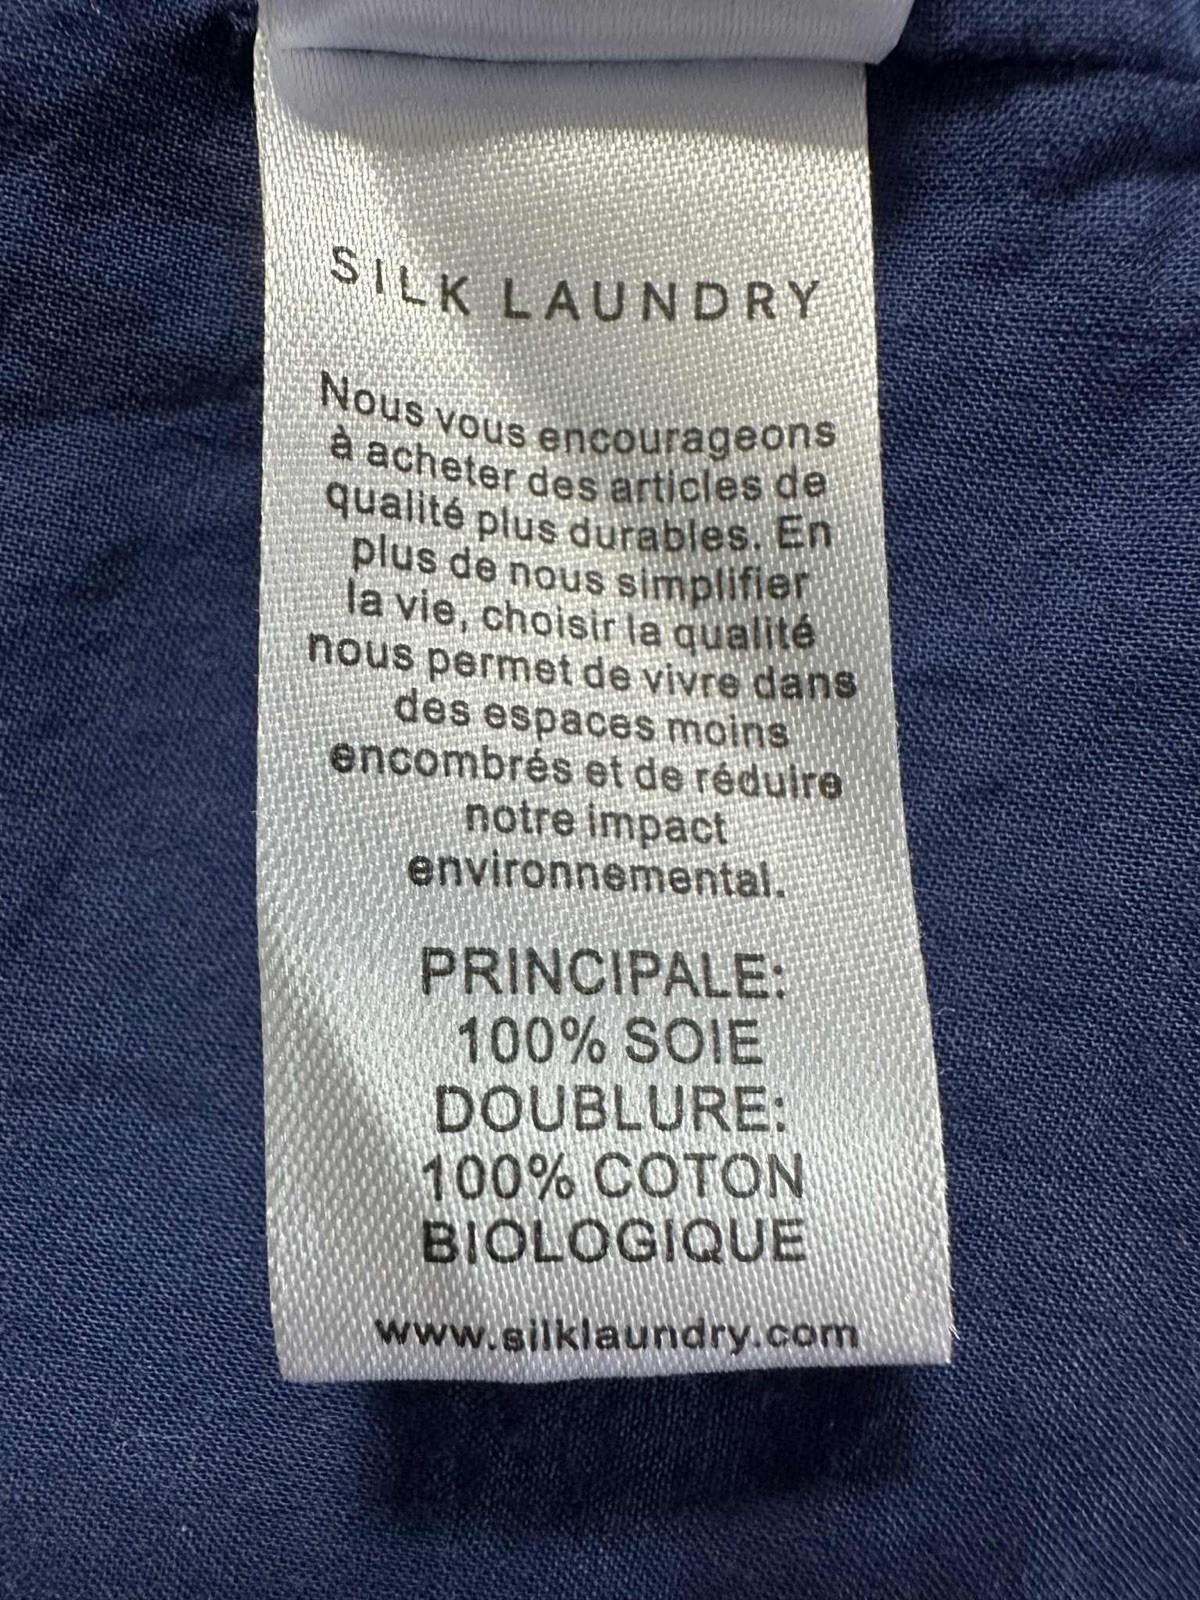 SILK LAUNDRY
Nous vous encourageons
à acheter des articles de
qualité plus durables. En
plus de nous simplifier
la vie, choisir la qualité
nous permet de vivre dans
des espaces moins
encombrés et de réduire
notre impact
environnemental.
PRINCIPALE:
100% SOIE
DOUBLURE:
100% COTON
BIOLOGIQUE
www.silklaundry.com